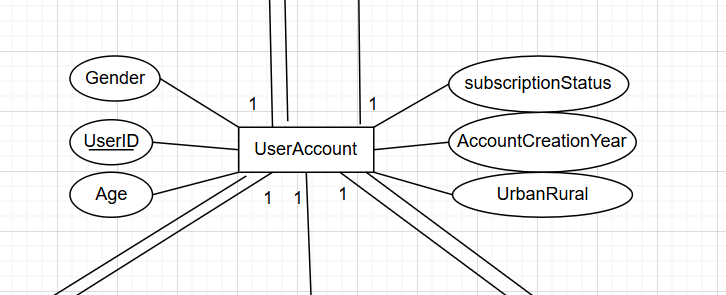 Gender
subscriptionStatus
1
1
UserID
UserAccount
AccountCreationYear
Age
1
1
1
UrbanRural